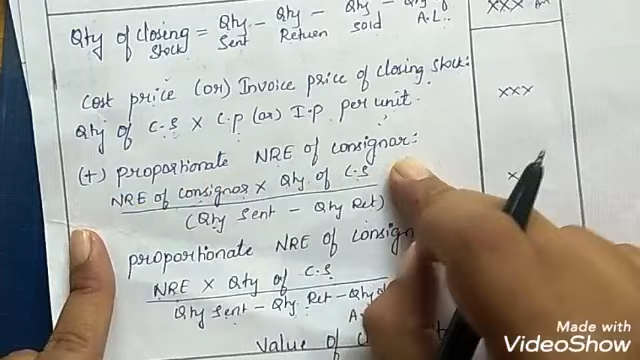 Qty of closing stock = Qty Sent - Qty Return - Qty Sold - A.L.
xxx
Cost price (or) Invoice price of closing stock:
Qty of C.S x C.p (or) I.P per unit.
xxx
(+) proportionate NRE of consignor:
NRE of consignor x Qty of C.S
(Qty Sent - Qty Ret)
proportionate NRE of consign
NRE x Qty of C.S
Qty Sent - Qty Ret - Qty
Value of
Made with
VideoShow